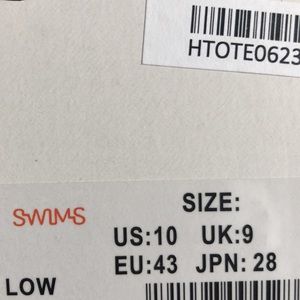 HTOTE0623
SWIMS
SIZE:
US:10 UK:9
EU:43 JPN: 28
LOW